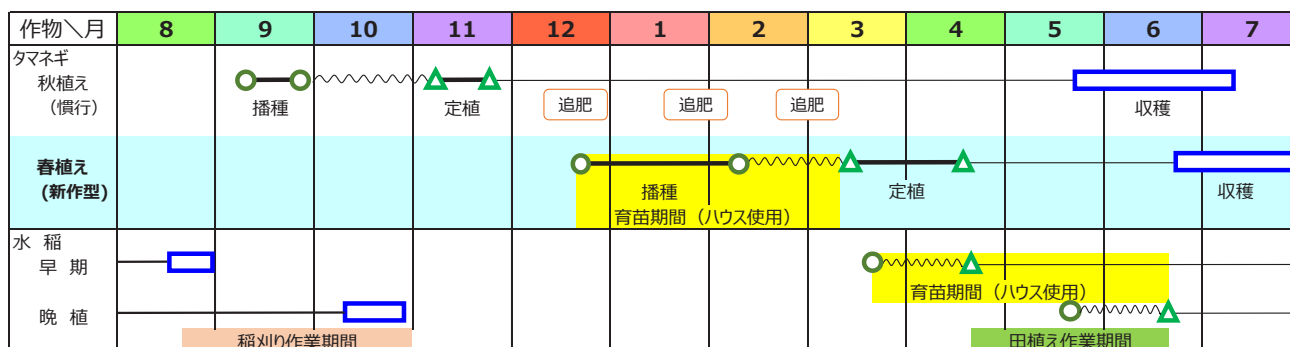 作物＼月 8 9 10 11 12 1 2 3 4 5 6 7
タマネギ
秋植え
(慣行)
播種 定植 追肥 追肥 追肥 収穫
春植え
(新作型)
播種 定植 収穫
育苗期間（ハウス使用）
水 稲
早 期
育苗期間（ハウス使用）
晩 植
稲刈り作業期間 田植え作業期間